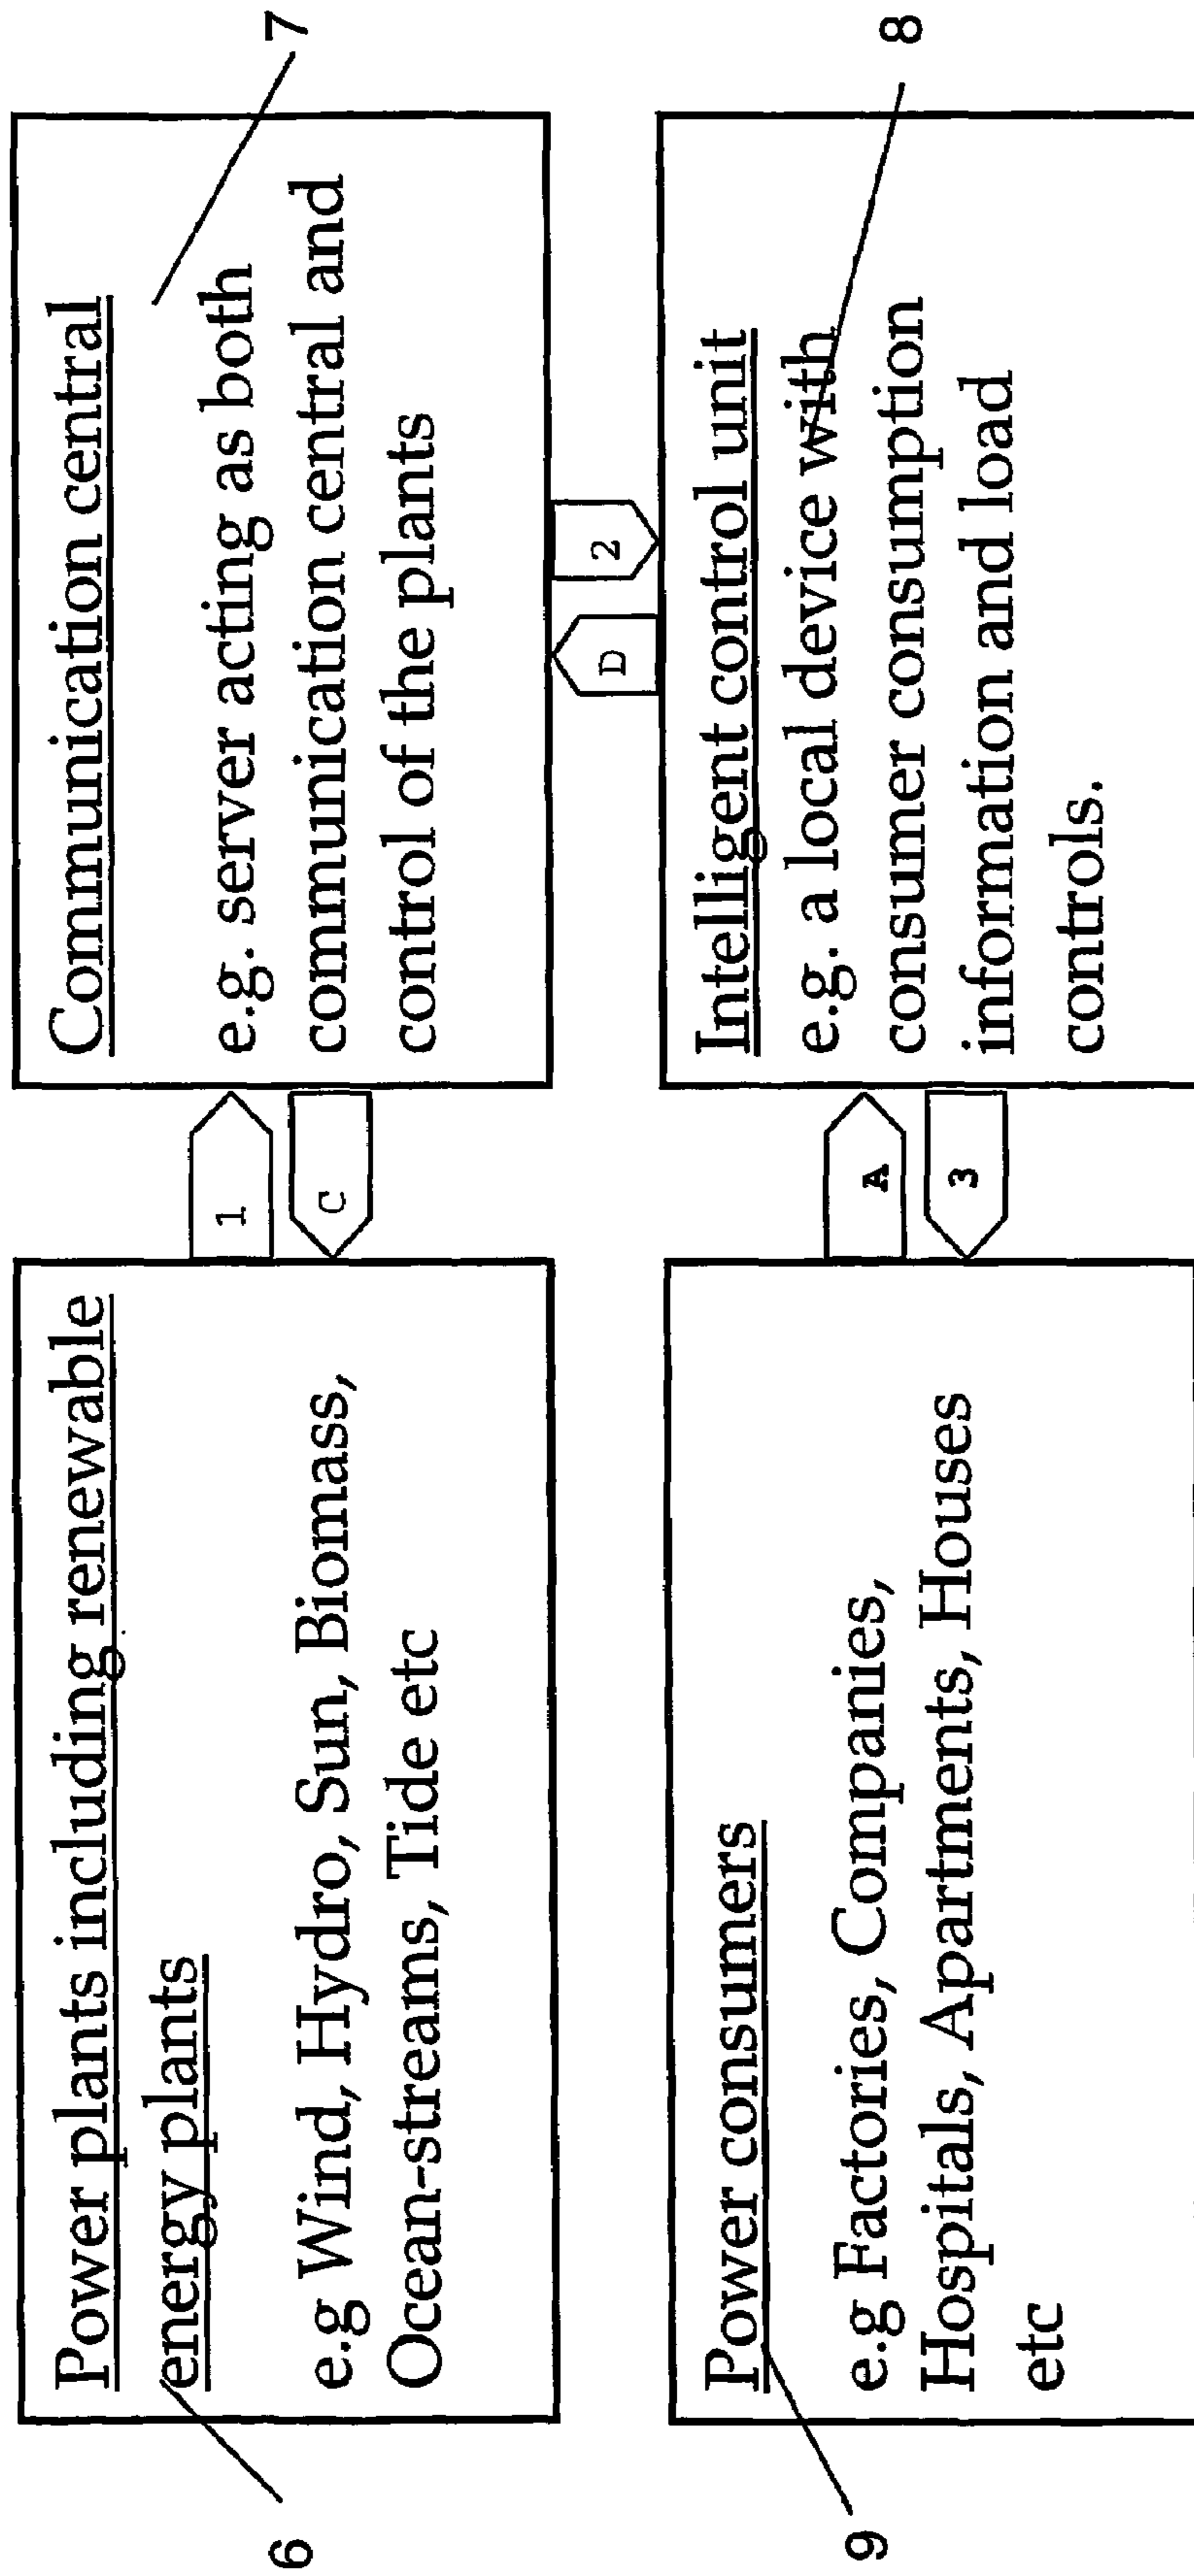 Power plants including renewable
energy plants
e.g Wind, Hydro, Sun, Biomass,
Ocean-streams, Tide etc
6
1
C
Communication central
e.g. server acting as both
communication central and
control of the plants
7
D
2
Power consumers
e.g Factories, Companies,
Hospitals, Apartments, Houses
etc
9
A
3
Intelligent control unit
e.g. a local device with
consumer consumption
information and load
controls.
8